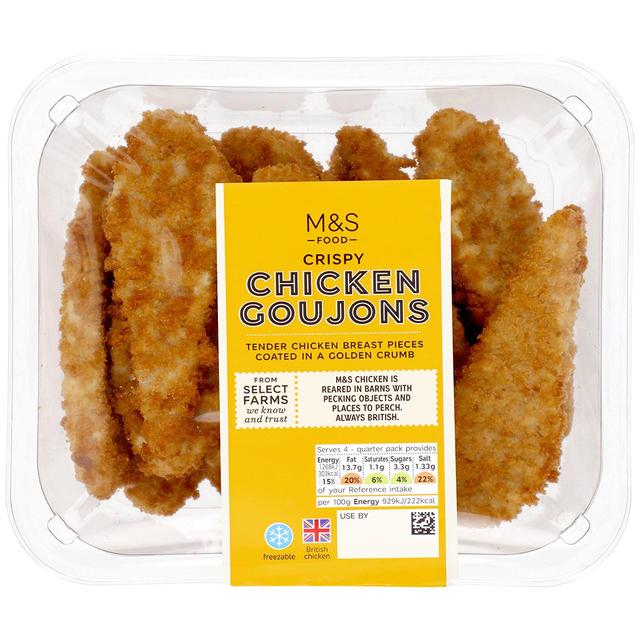 M&S
FOOD
CRISPY
CHICKEN
GOUJONS
TENDER CHICKEN BREAST PIECES
COATED IN A GOLDEN CRUMB
FROM
SELECT
FARMS
we know
and trust
M&S CHICKEN IS
REARED IN BARNS WITH
PECKING OBJECTS AND
PLACES TO PERCH.
ALWAYS BRITISH.
Serves 4 - quarter pack provides
Energy Fat Saturates Sugars Salt
1268kJ 13.7g 1.1g 3.3g 1.33g
303kcal
15% 20% 6% 4% 22%
of your Reference intake
per 100g Energy 929kJ/222kcal
USE BY
freezable
British
chicken